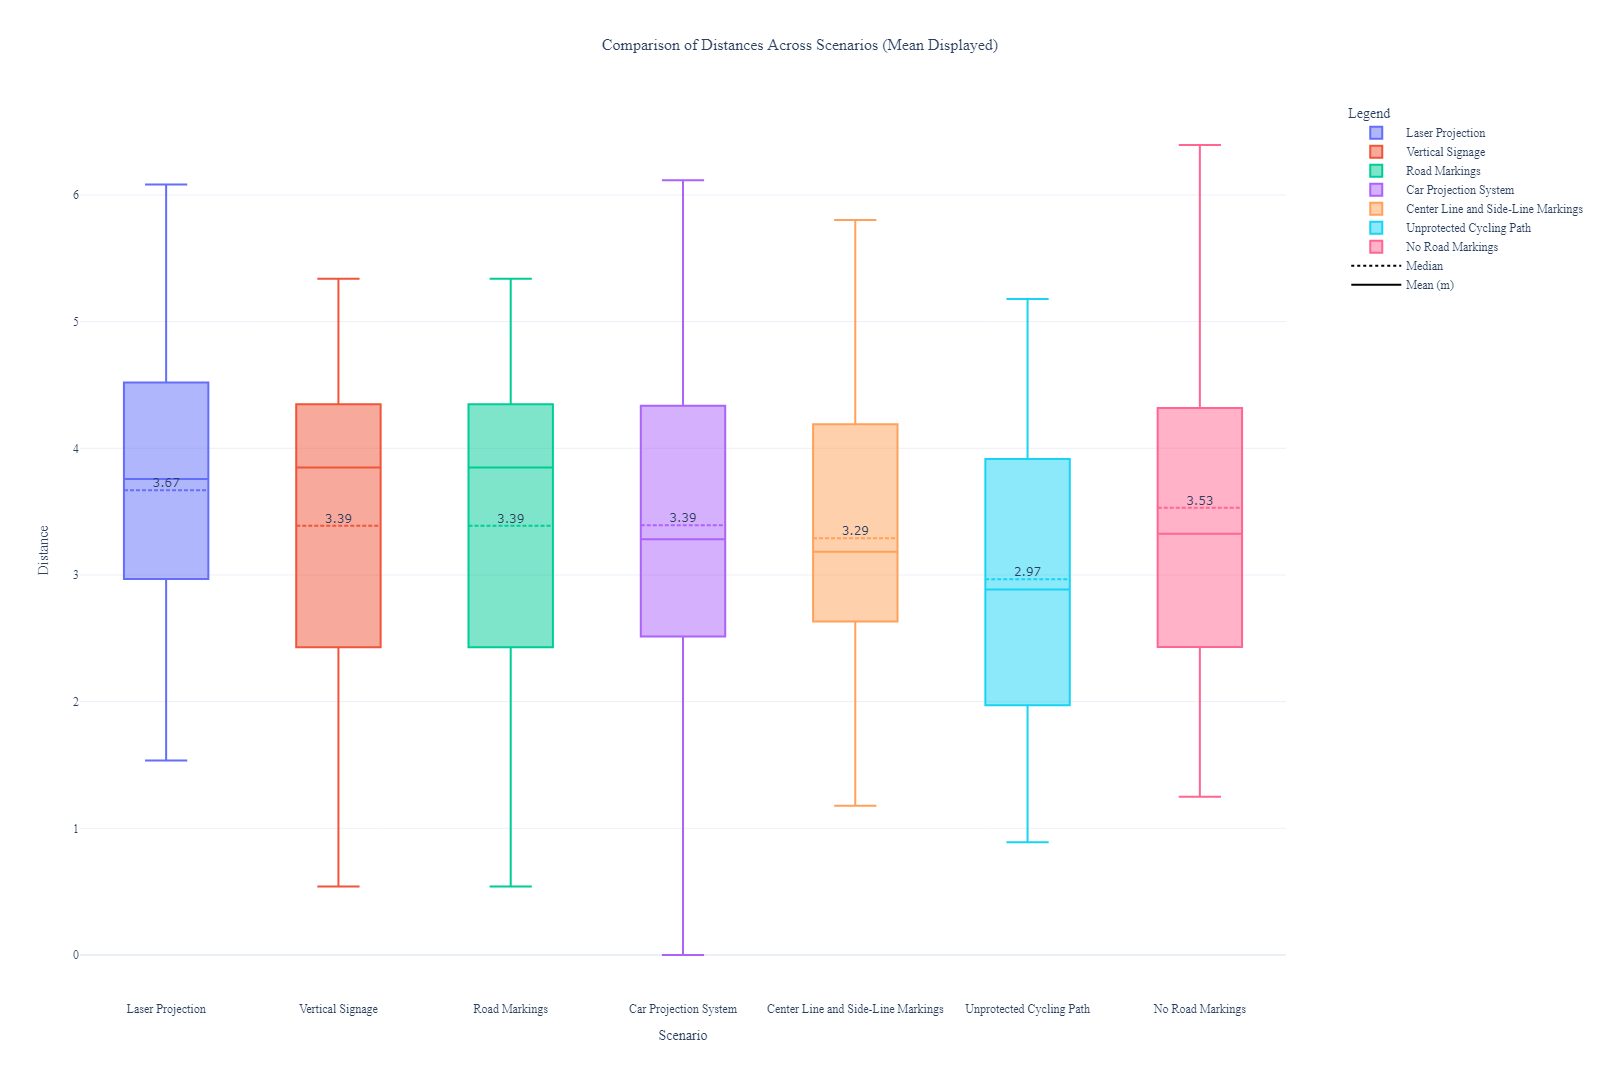 Comparison of Distances Across Scenarios (Mean Displayed)
Legend
Laser Projection
Vertical Signage
Road Markings
Car Projection System
Center Line and Side-Line Markings
Unprotected Cycling Path
No Road Markings
Median
Mean (m)
Distance
6
5
4
3
2
1
0
3.67
3.39
3.39
3.39
3.29
2.97
3.53
Laser Projection
Vertical Signage
Road Markings
Car Projection System
Center Line and Side-Line Markings
Unprotected Cycling Path
No Road Markings
Scenario